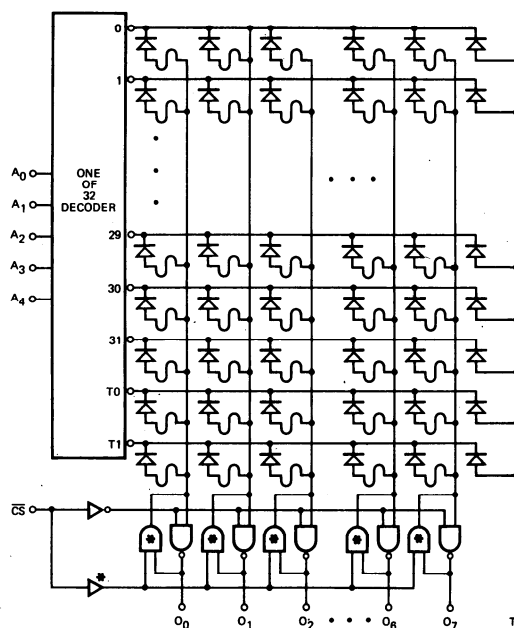 0
1
A0
A1
A2
A3
A4
ONE
OF
32
DECODER
29
30
31
T0
T1
CS
*
*
*
*
*
*
O0
O1
O2
O6
O7
T